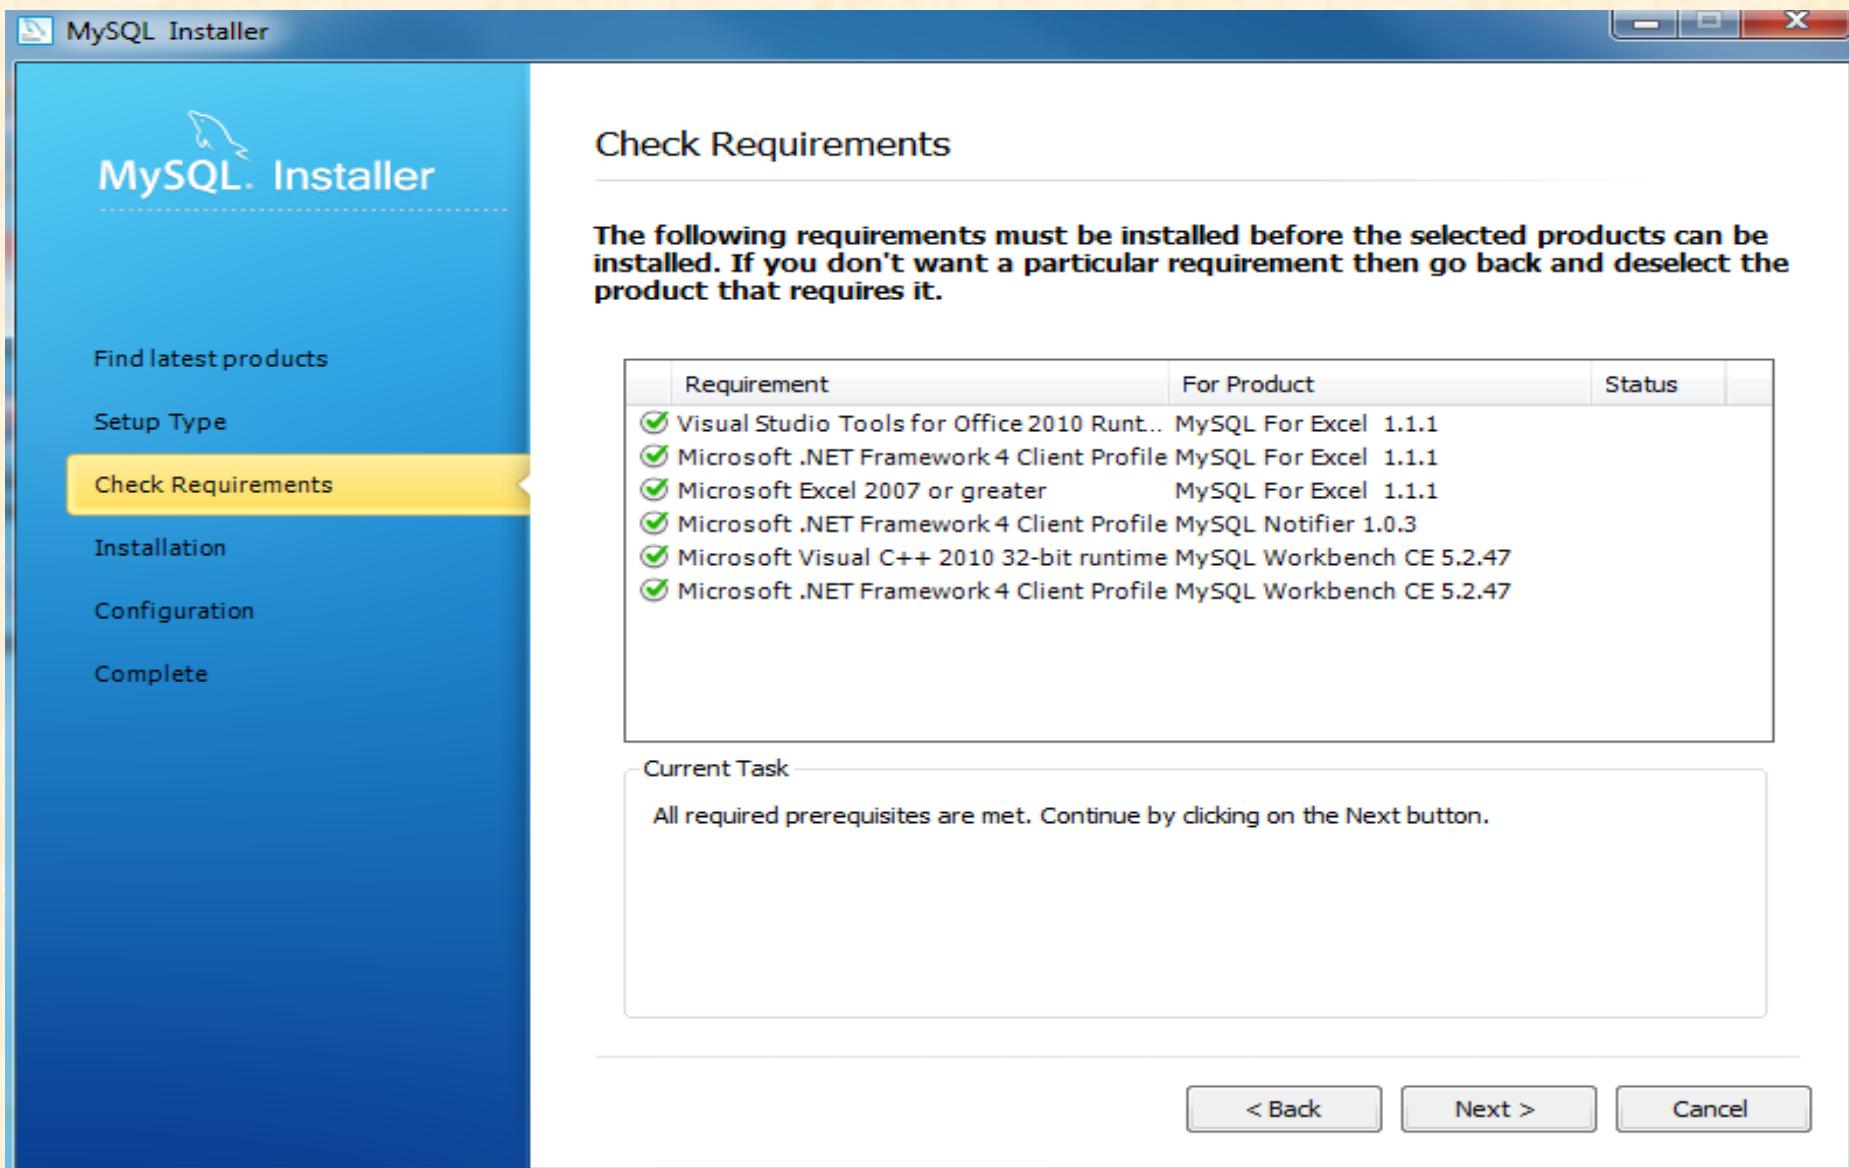 MySQL Installer
MySQL. Installer
Find latest products
Setup Type
Check Requirements
Installation
Configuration
Complete
Check Requirements
The following requirements must be installed before the selected products can be
installed. If you don't want a particular requirement then go back and deselect the
product that requires it.
Requirement For Product Status
Visual Studio Tools for Office 2010 Runt... MySQL For Excel 1.1.1
Microsoft .NET Framework 4 Client Profile MySQL For Excel 1.1.1
Microsoft Excel 2007 or greater MySQL For Excel 1.1.1
Microsoft .NET Framework 4 Client Profile MySQL Notifier 1.0.3
Microsoft Visual C++ 2010 32-bit runtime MySQL Workbench CE 5.2.47
Microsoft .NET Framework 4 Client Profile MySQL Workbench CE 5.2.47
Current Task
All required prerequisites are met. Continue by clicking on the Next button.
< Back Next > Cancel